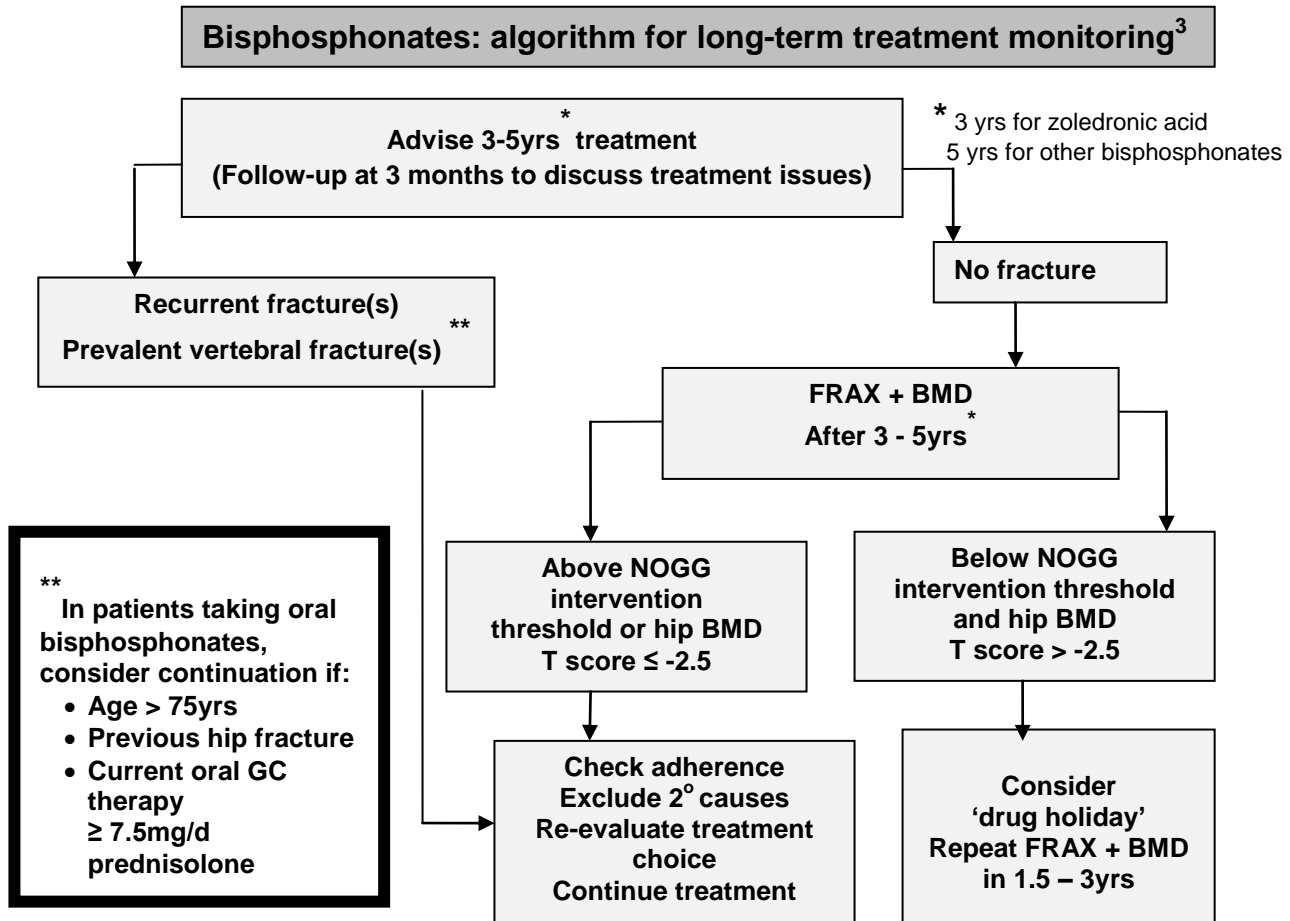 Bisphosphonates: algorithm for long-term treatment monitoring3
Advise 3-5yrs* treatment
(Follow-up at 3 months to discuss treatment issues)
* 3 yrs for zoledronic acid
5 yrs for other bisphosphonates
No fracture
Recurrent fracture(s)
Prevalent vertebral fracture(s) **
FRAX + BMD
After 3 - 5yrs*
Above NOGG
intervention
threshold or hip BMD
T score ≤ -2.5
Below NOGG
intervention threshold
and hip BMD
T score > -2.5
**
In patients taking oral
bisphosphonates,
consider continuation if:
• Age > 75yrs
• Previous hip fracture
• Current oral GC
therapy
≥ 7.5mg/d
prednisolone
Check adherence
Exclude 2o causes
Re-evaluate treatment
choice
Continue treatment
Consider
‘drug holiday’
Repeat FRAX + BMD
in 1.5 – 3yrs